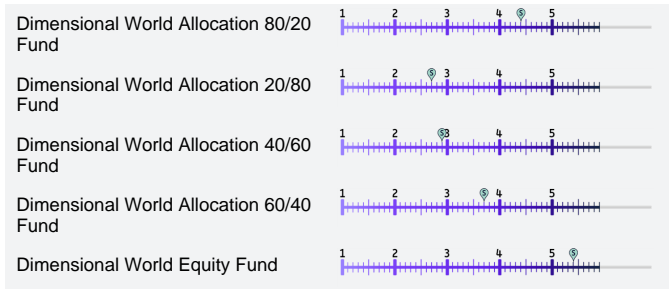 Dimensional World Allocation 80/20
Fund
1 2 3 4 5
S
Dimensional World Allocation 20/80
Fund
1 2 3 4 5
S
Dimensional World Allocation 40/60
Fund
1 2 3 4 5
S
Dimensional World Allocation 60/40
Fund
1 2 3 4 5
S
Dimensional World Equity Fund
1 2 3 4 5
S